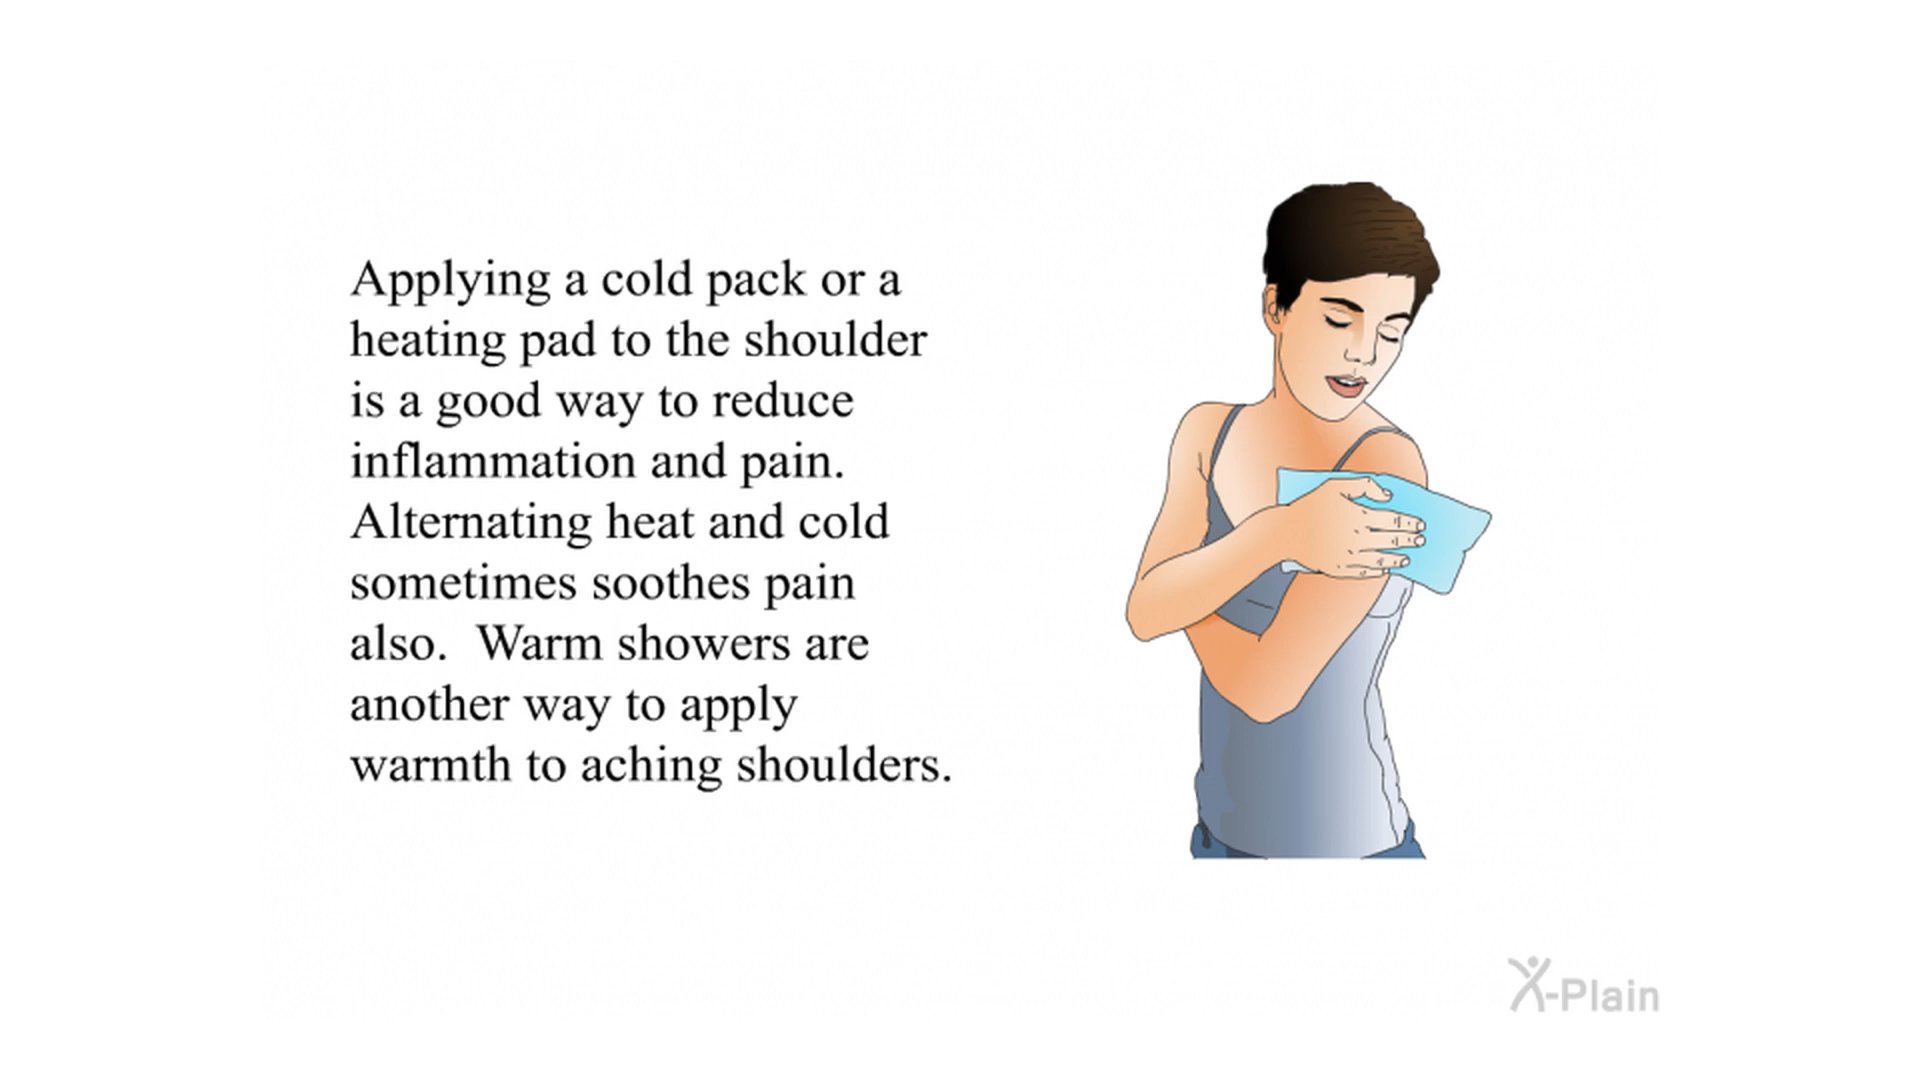 Applying a cold pack or a
heating pad to the shoulder
is a good way to reduce
inflammation and pain.
Alternating heat and cold
sometimes soothes pain
also.  Warm showers are
another way to apply
warmth to aching shoulders.
X-Plain